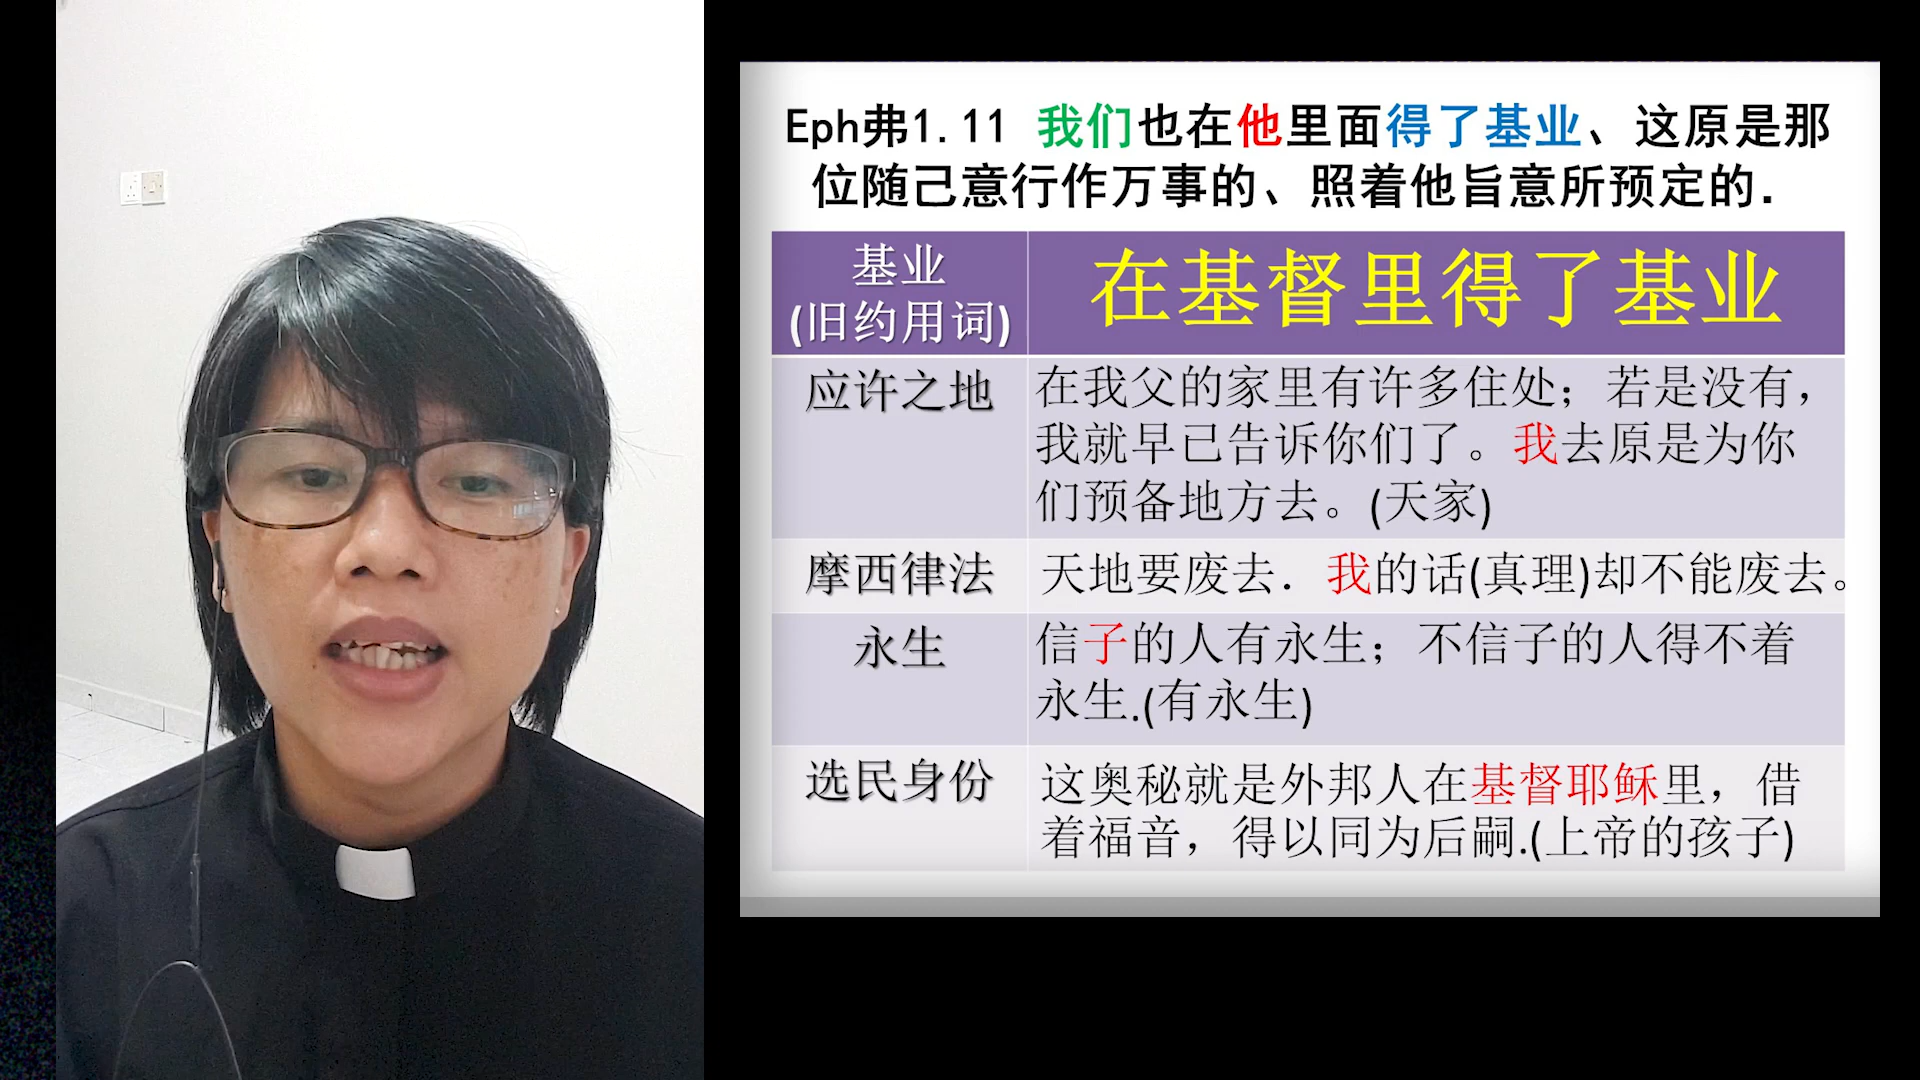 Eph弗1.11 我们也在他里面得了基业、这原是那
位随己意行作万事的、照着他旨意所预定的.
基业
(旧约用词)
在基督里得了基业
应许之地
在我父的家里有许多住处；若是没有，
我就早已告诉你们了。我去原是为你
们预备地方去。(天家)
摩西律法
天地要废去．我的话(真理)却不能废去。
永生
信子的人有永生；不信子的人得不着
永生.(有永生)
选民身份
这奥秘就是外邦人在基督耶稣里，借
着福音，得以同为后嗣.(上帝的孩子)